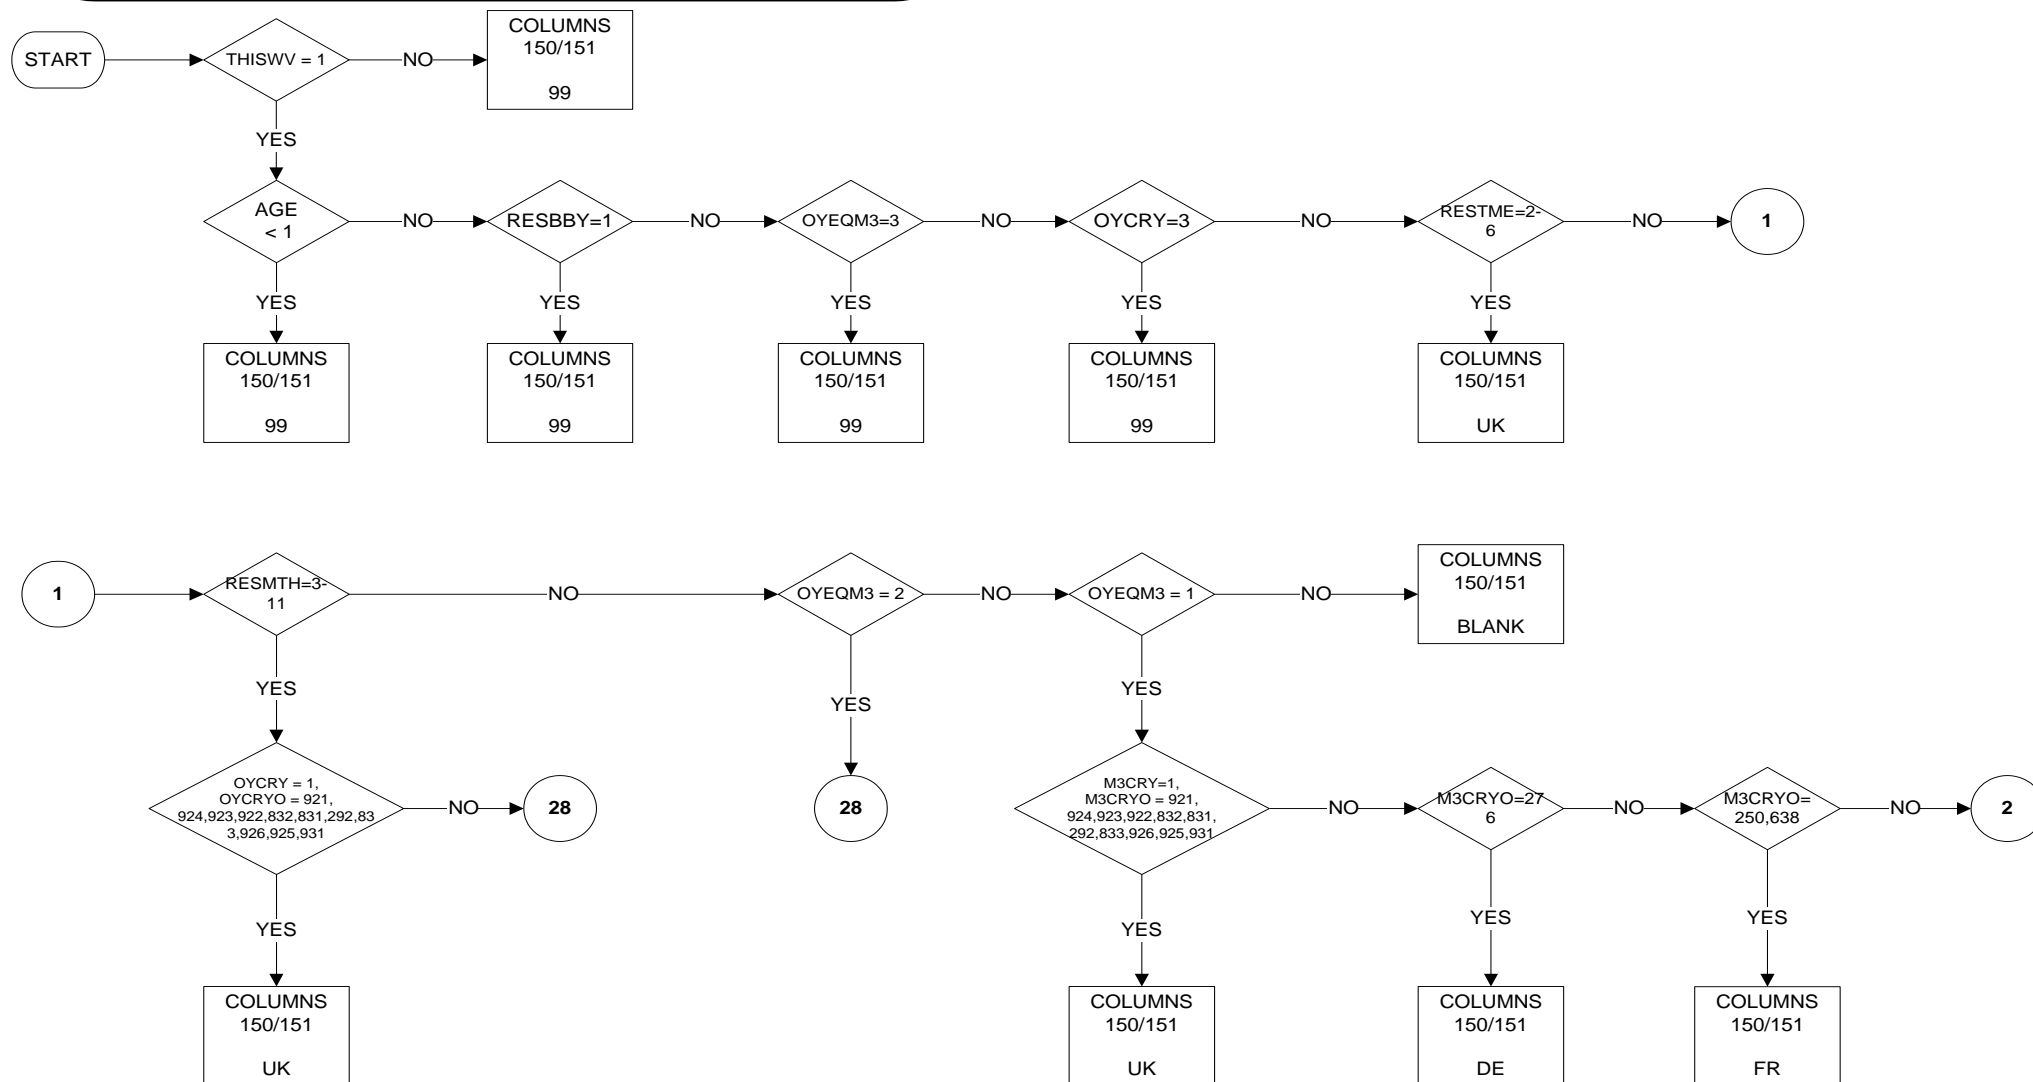 START
THISWV = 1
NO
COLUMNS
150/151
99
YES
AGE
< 1
NO
RESBBY=1
NO
OYEQM3=3
NO
OYCRY=3
NO
RESTME=2-
6
NO
1
YES
YES
YES
YES
YES
COLUMNS
150/151
99
COLUMNS
150/151
99
COLUMNS
150/151
99
COLUMNS
150/151
99
COLUMNS
150/151
UK
1
RESMTH=3-
11
NO
OYEQM3 = 2
NO
OYEQM3 = 1
NO
COLUMNS
150/151
BLANK
YES
YES
YES
OYCRY = 1,
OYCRYO = 921,
924,923,922,832,831,292,83
3,926,925,931
NO
28
28
M3CRY=1,
M3CRYO = 921,
924,923,922,832,831,
292,833,926,925,931
NO
M3CRYO=27
6
NO
M3CRYO=
250,638
NO
2
YES
YES
YES
YES
COLUMNS
150/151
UK
COLUMNS
150/151
UK
COLUMNS
150/151
DE
COLUMNS
150/151
FR